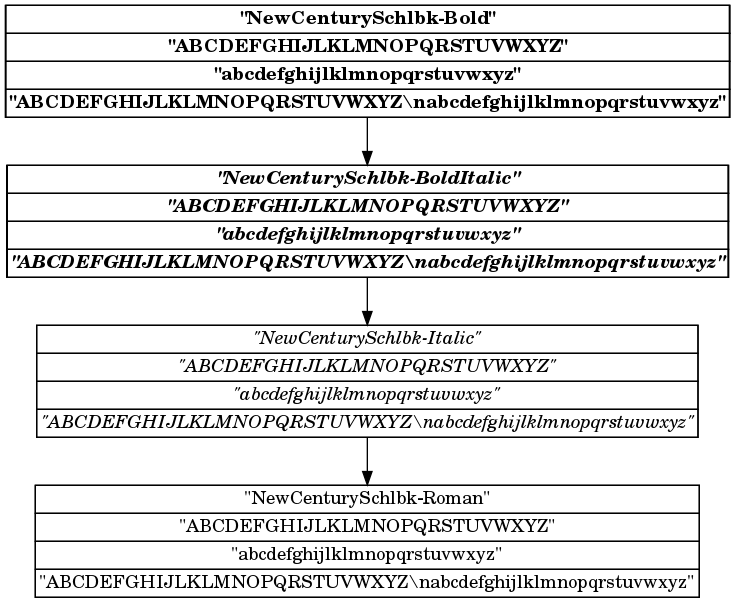 "NewCenturySchlbk-Bold"
"ABCDEFGHIJLKLMNOPQRSTUVWXYZ"
"abcdefghijlklmnopqrstuvwxyz"
"ABCDEFGHIJLKLMNOPQRSTUVWXYZ\nabcdefghijlklmnopqrstuvwxyz"
"NewCenturySchlbk-BoldItalic"
"ABCDEFGHIJLKLMNOPQRSTUVWXYZ"
"abcdefghijlklmnopqrstuvwxyz"
"ABCDEFGHIJLKLMNOPQRSTUVWXYZ\nabcdefghijlklmnopqrstuvwxyz"
"NewCenturySchlbk-Italic"
"ABCDEFGHIJLKLMNOPQRSTUVWXYZ"
"abcdefghijlklmnopqrstuvwxyz"
"ABCDEFGHIJLKLMNOPQRSTUVWXYZ\nabcdefghijlklmnopqrstuvwxyz"
"NewCenturySchlbk-Roman"
"ABCDEFGHIJLKLMNOPQRSTUVWXYZ"
"abcdefghijlklmnopqrstuvwxyz"
"ABCDEFGHIJLKLMNOPQRSTUVWXYZ\nabcdefghijlklmnopqrstuvwxyz"